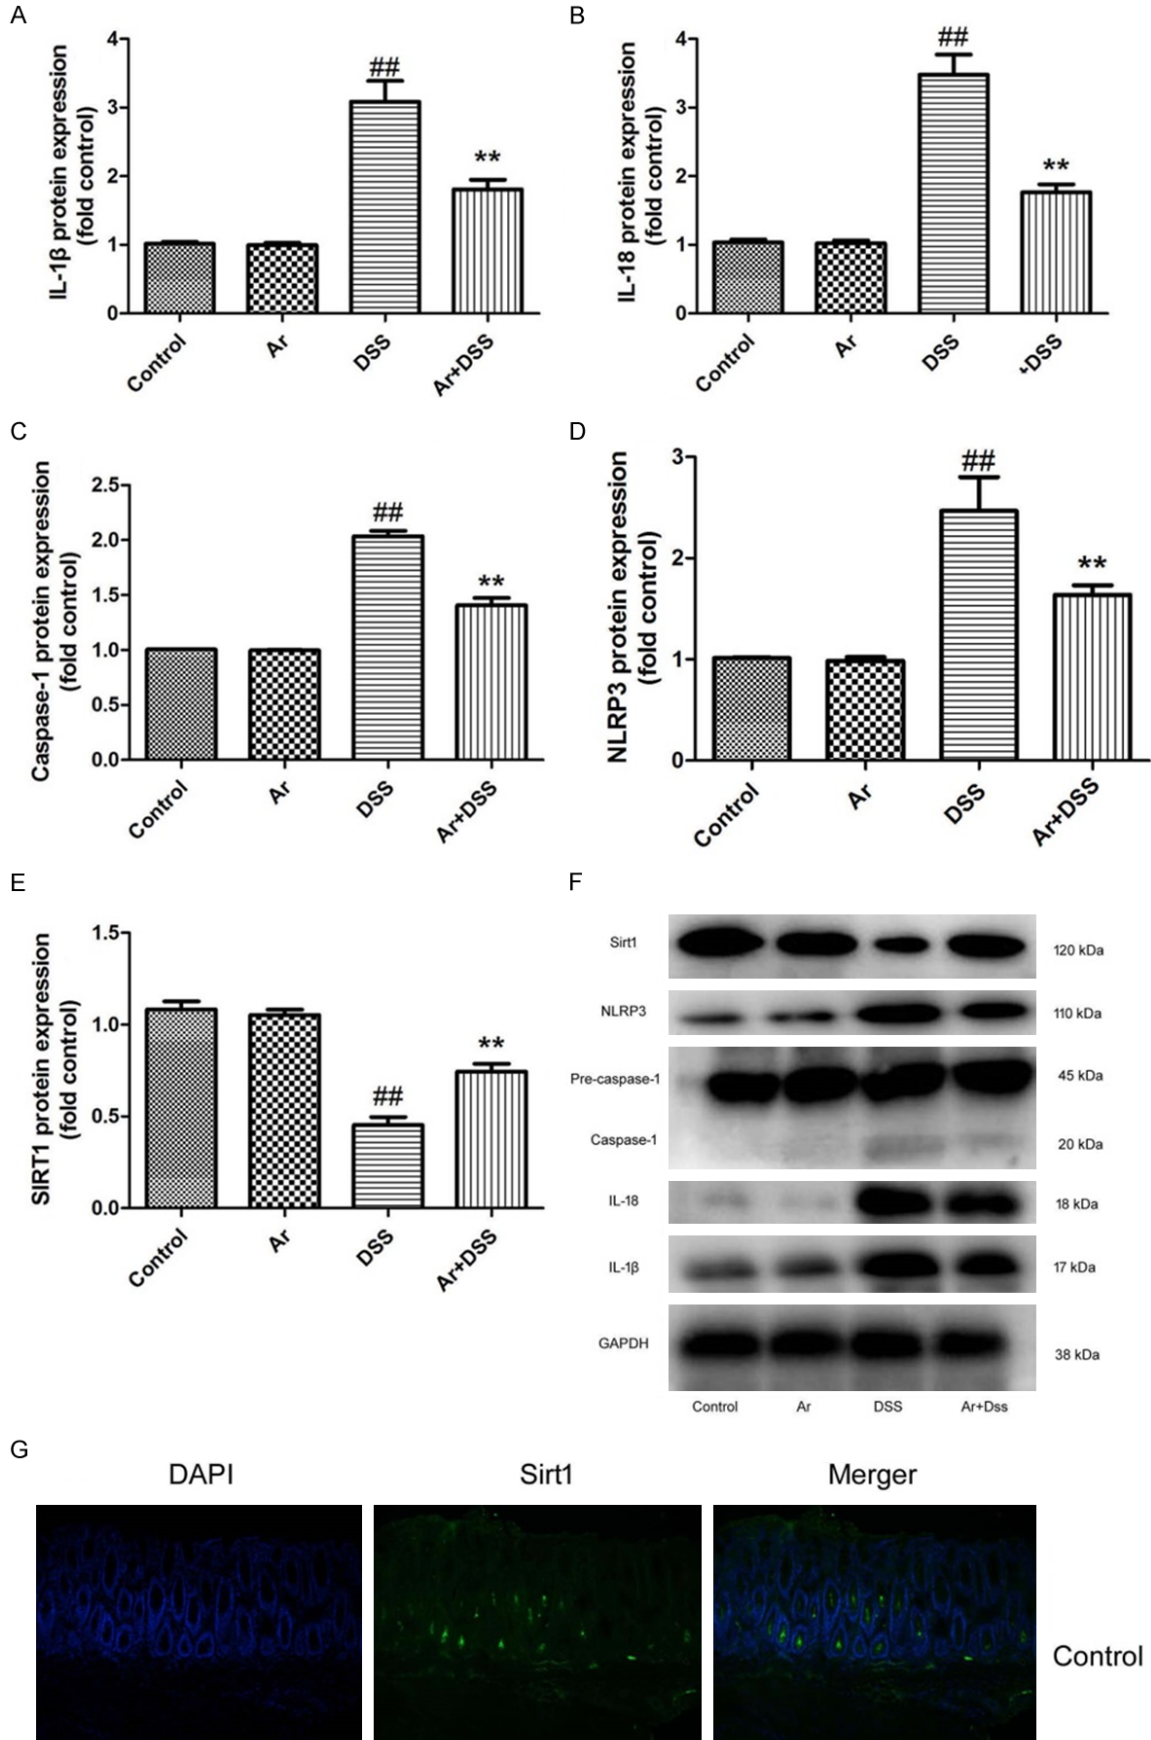 A
IL-1β protein expression
(fold control)
4
3
2
1
0
##
**
Control
Ar
DSS
Ar+DSS
B
IL-18 protein expression
(fold control)
4
3
2
1
0
##
**
Control
Ar
DSS
+DSS
C
Caspase-1 protein expression
(fold control)
2.5
2.0
1.5
1.0
0.5
0.0
##
**
Control
Ar
DSS
Ar+DSS
D
NLRP3 protein expression
(fold control)
3
2
1
0
##
**
Control
Ar
DSS
Ar+DSS
E
SIRT1 protein expression
(fold control)
1.5
1.0
0.5
0.0
##
**
Control
Ar
DSS
Ar+DSS
F
Sirt1 120 kDa
NLRP3 110 kDa
Pre-caspase-1 45 kDa
Caspase-1 20 kDa
IL-18 18 kDa
IL-1β 17 kDa
GAPDH 38 kDa
Control Ar DSS Ar+Dss
G
DAPI Sirt1 Merger
Control